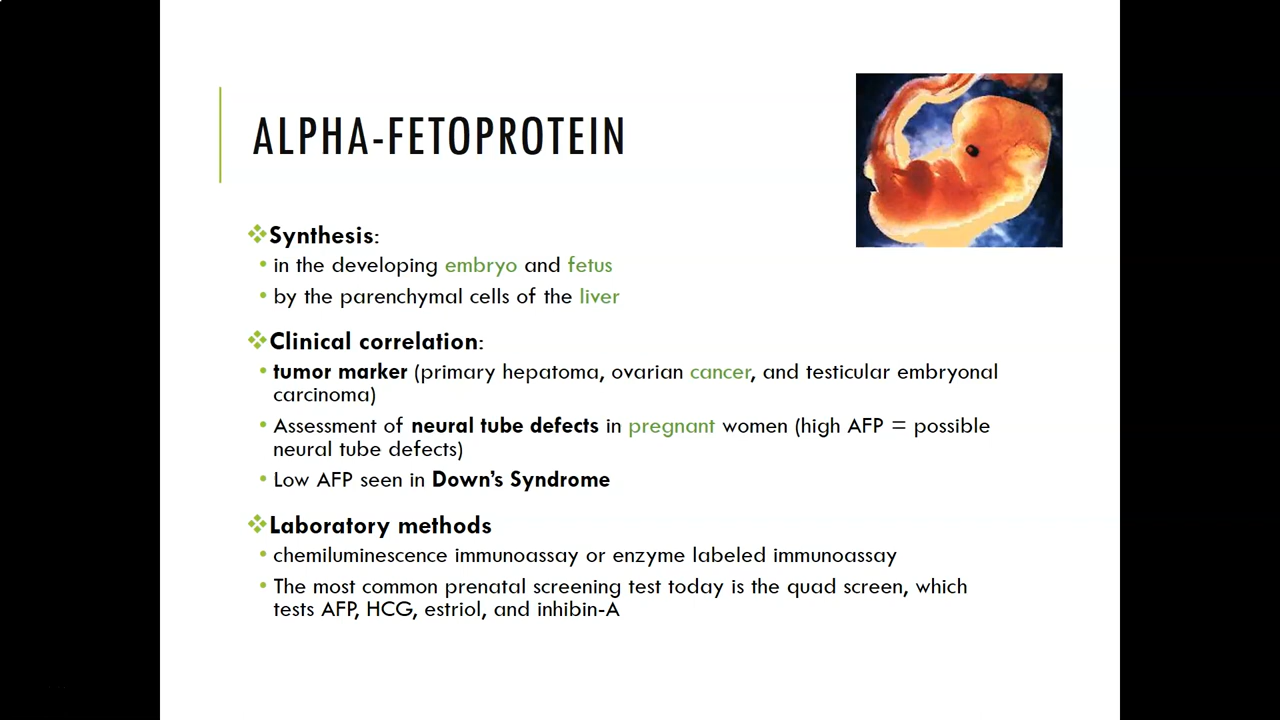 ALPHA-FETOPROTEIN
Synthesis:
• in the developing embryo and fetus
• by the parenchymal cells of the liver
Clinical correlation:
• tumor marker (primary hepatoma, ovarian cancer, and testicular embryonal
carcinoma)
• Assessment of neural tube defects in pregnant women (high AFP = possible
neural tube defects)
• Low AFP seen in Down's Syndrome
Laboratory methods
• chemiluminescence immunoassay or enzyme labeled immunoassay
• The most common prenatal screening test today is the quad screen, which
tests AFP, HCG, estriol, and inhibin-A